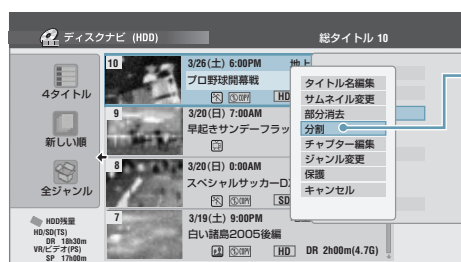 ディスクナビ (HDD)
総タイトル 10
4タイトル
新しい順
全ジャンル
HDD残量
HD/SD(TS)
DR 18h30m
VR/ビデオ(PS)
SP 17h00m
10
3/26(土) 6:00PM 地上
プロ野球開幕戦
COPY HD
9
3/20(日) 7:00AM
早起きサンデーフラッ
8
3/20(日) 0:00AM
スペシャルサッカーD
COPY SD
7
3/19(土) 9:00PM
白い諸島2005後編
COPY HD DR 2h00m(4.7G)
タイトル名編集
サムネイル変更
部分消去
分割
チャプター編集
ジャンル変更
保護
キャンセル